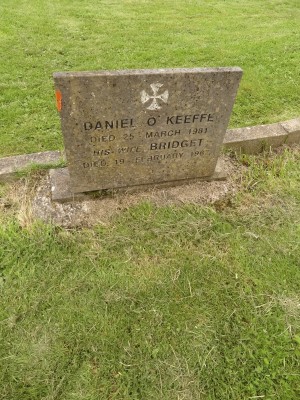 DANIEL O'KEEFFE
DIED 25 MARCH 1981
HIS WIFE BRIDGET
DIED 19 FEBRUARY